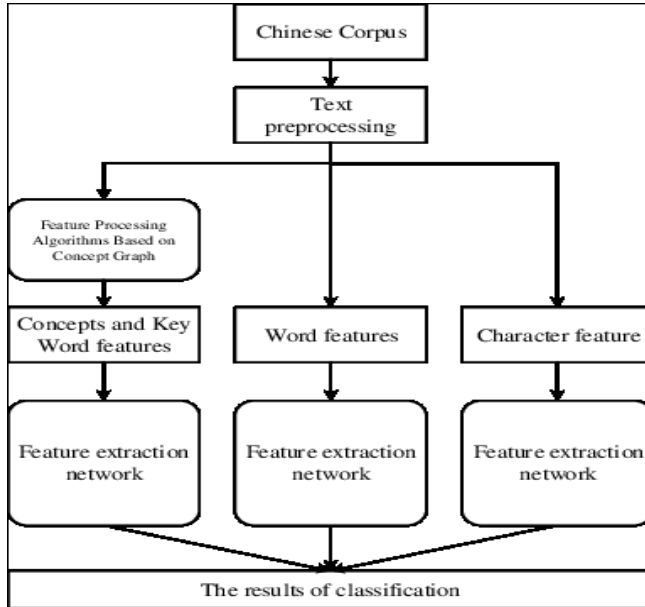 Chinese Corpus
Text
preprocessing
Feature Processing
Algorithms Based on
Concept Graph
Concepts and Key
Word features
Word features
Character feature
Feature extraction
network
Feature extraction
network
Feature extraction
network
The results of classification